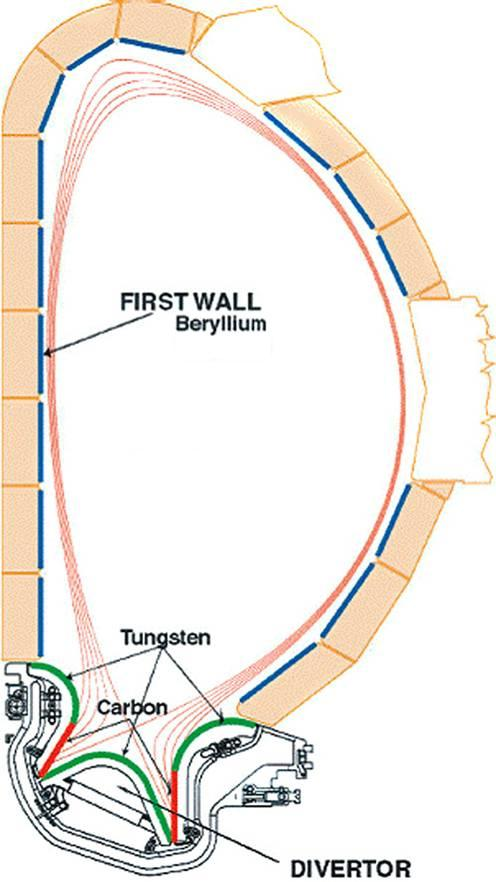 FIRST WALL
Beryllium
Tungsten
Carbon
DIVERTOR